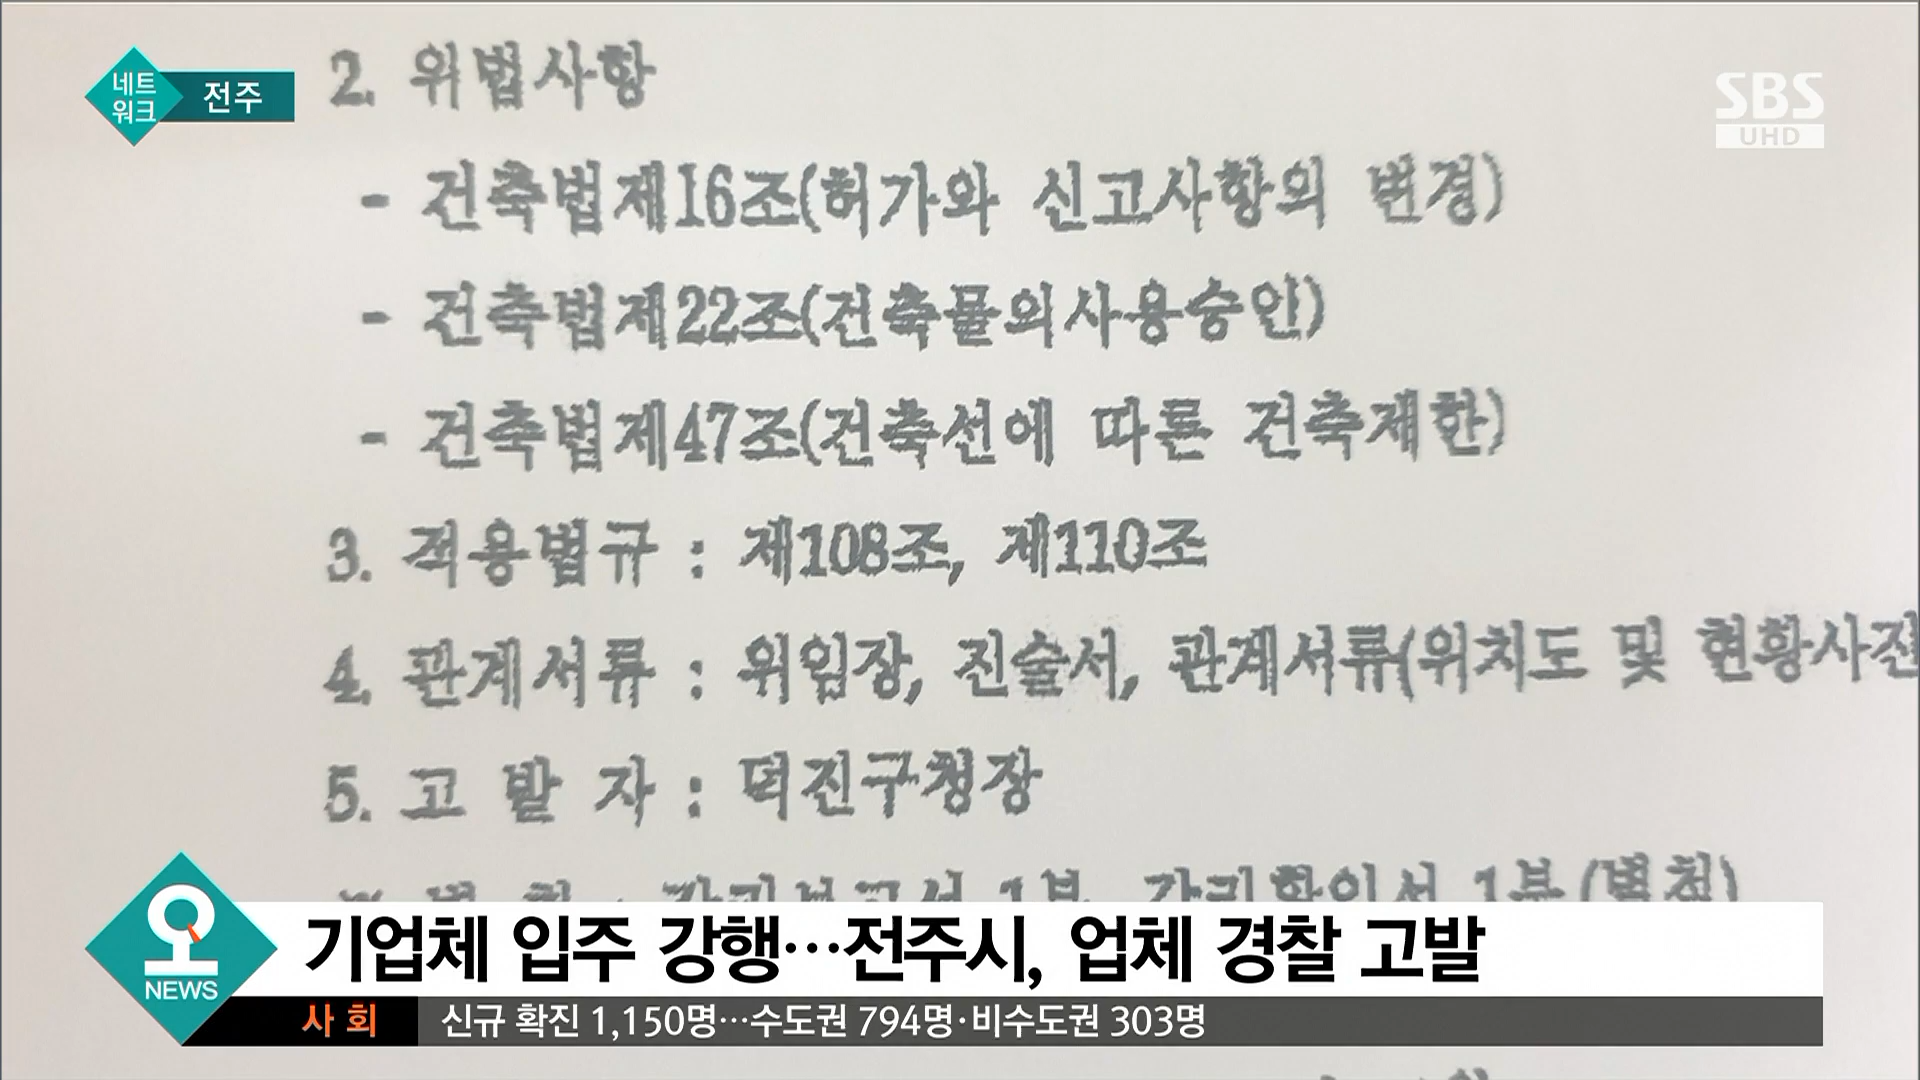 네트
워크
전주
SBS
UHD
2. 위법사항
- 건축법제16조(허가와 신고사항의 변경)
- 건축법제22조(건축물의사용승인)
- 건축법제47조(건축선에 따른 건축제한)
3. 적용법규 : 제108조, 제110조
4. 관계서류 : 위임장, 진술서, 관계서류(위치도 및 현황사진
5. 고 발 자 : 덕진구청장
오
NEWS
기업체 입주 강행…전주시, 업체 경찰 고발
사회
신규 확진 1,150명…수도권 794명·비수도권 303명